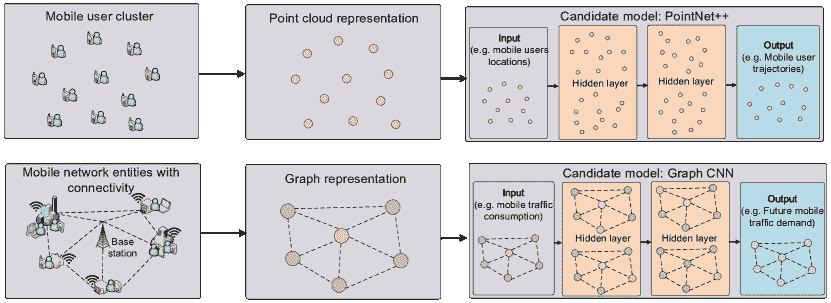 Mobile user cluster
Point cloud representation
Candidate model: PointNet++
Input
(e.g. mobile users
locations)
Hidden layer
Hidden layer
Output
(e.g. Mobile user
trajectories)
Mobile network entities with
connectivity
Base
station
Graph representation
Candidate model: Graph CNN
Input
(e.g. mobile traffic
consumption)
Hidden layer
Hidden layer
Output
(e.g. Future mobile
traffic demand)